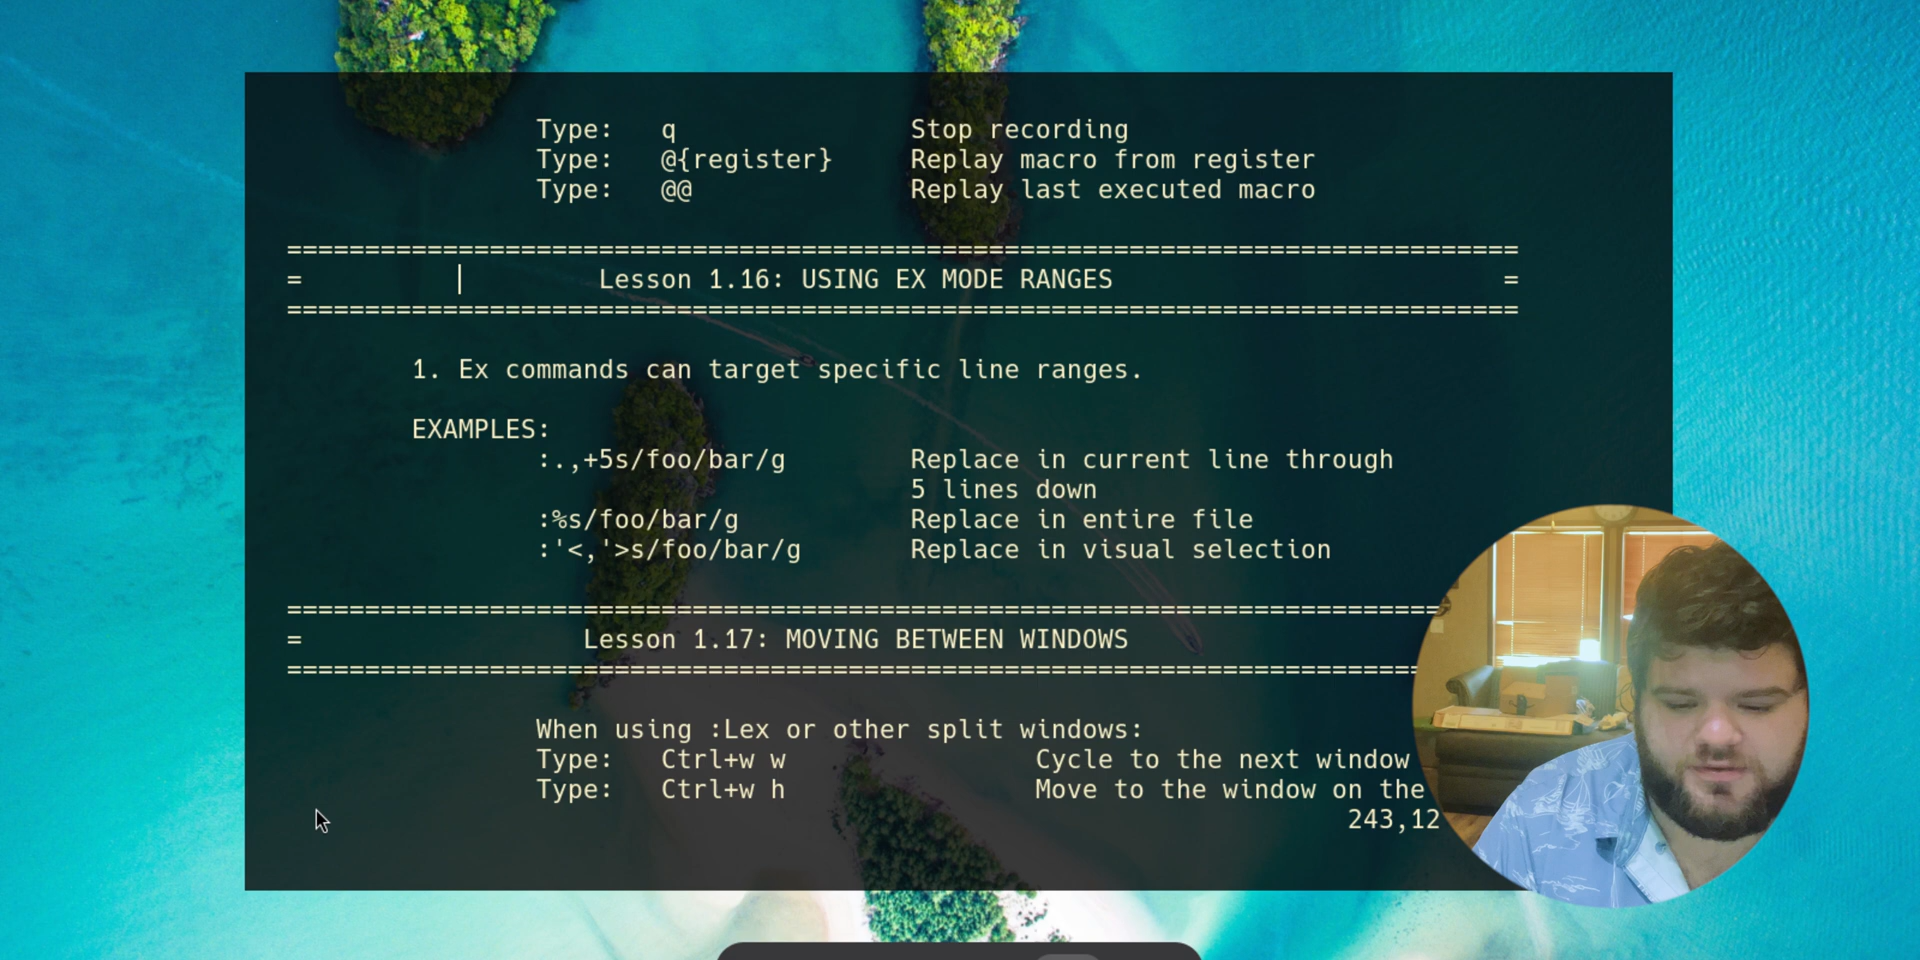 Type: q Stop recording
Type: @{register} Replay macro from register
Type: @@ Replay last executed macro
===============================================================================
= Lesson 1.16: USING EX MODE RANGES =
===============================================================================
1. Ex commands can target specific line ranges.
EXAMPLES:
:.,+5s/foo/bar/g Replace in current line through
5 lines down
:%s/foo/bar/g Replace in entire file
:'<,'>s/foo/bar/g Replace in visual selection
==========================================================================
= Lesson 1.17: MOVING BETWEEN WINDOWS
=========================================================================
When using :Lex or other split windows:
Type: Ctrl+w w Cycle to the next window
Type: Ctrl+w h Move to the window on the
243,12